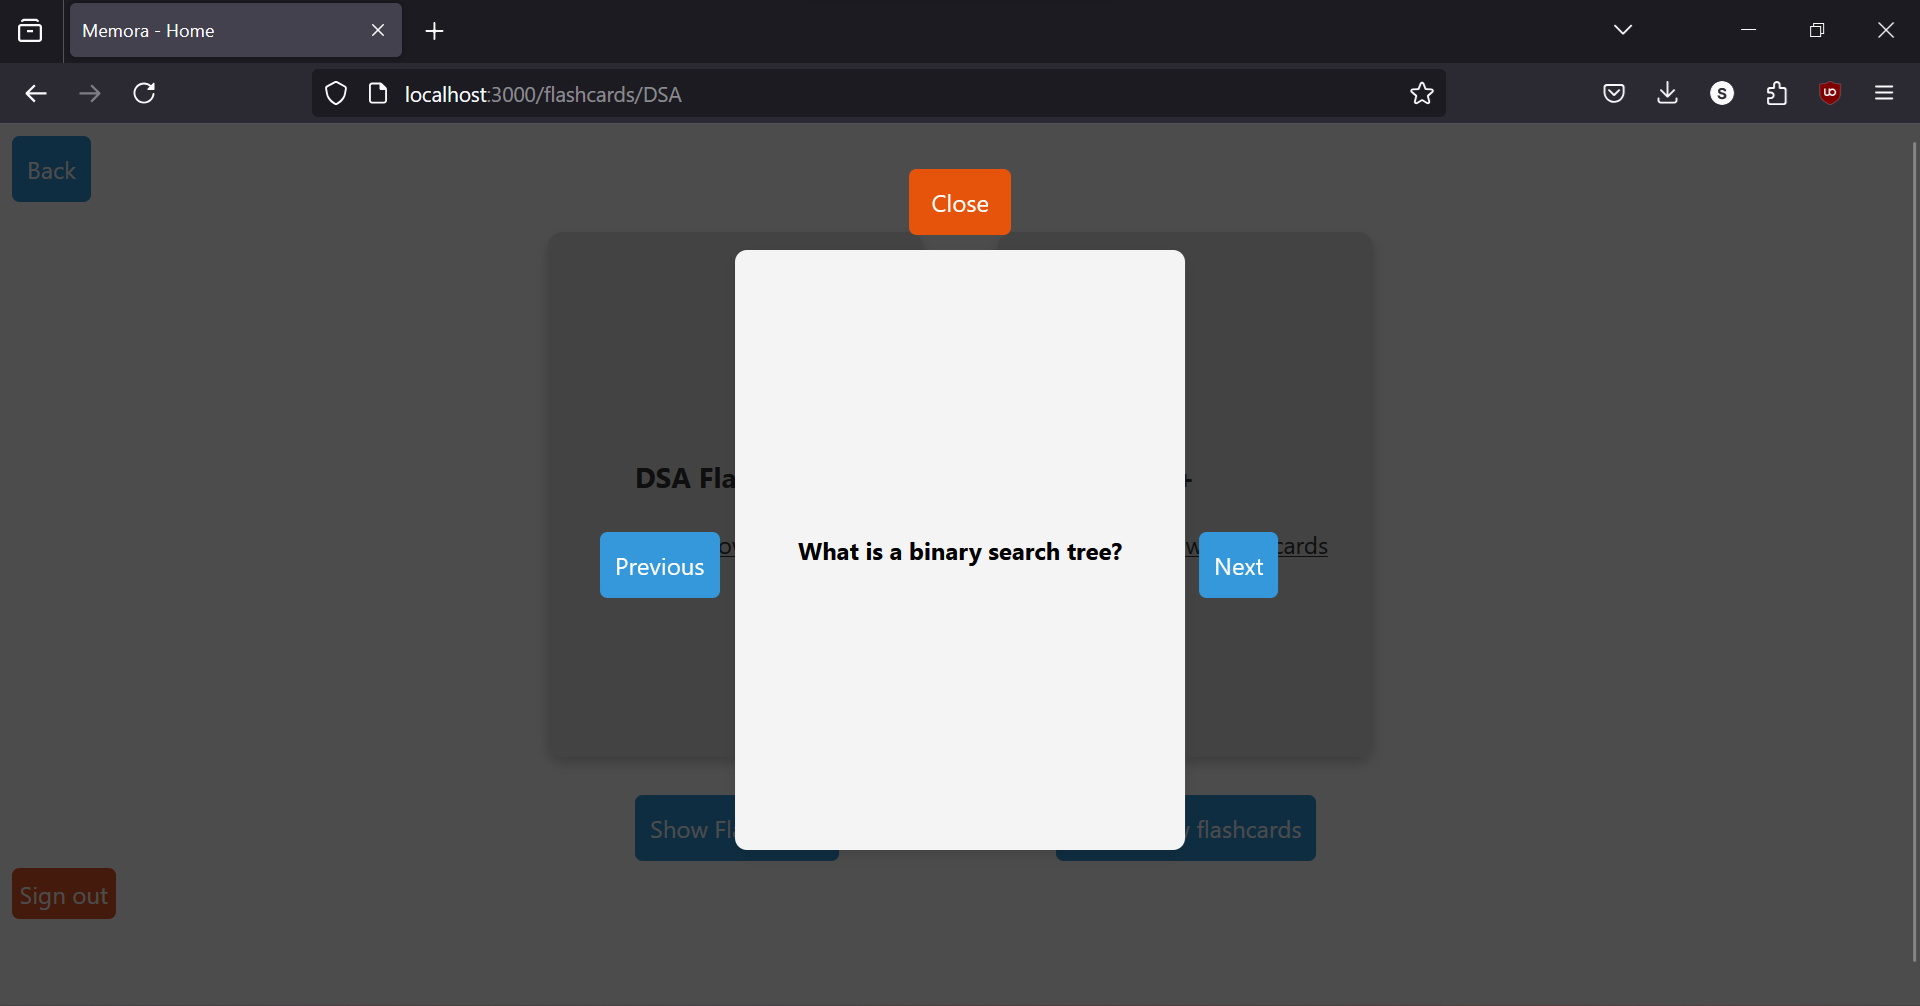 Memora - Home
localhost:3000/flashcards/DSA
S
Back
Close
DSA Fla
What is a binary search tree?
Previous
Next
cards
Show Fla
flashcards
Sign out